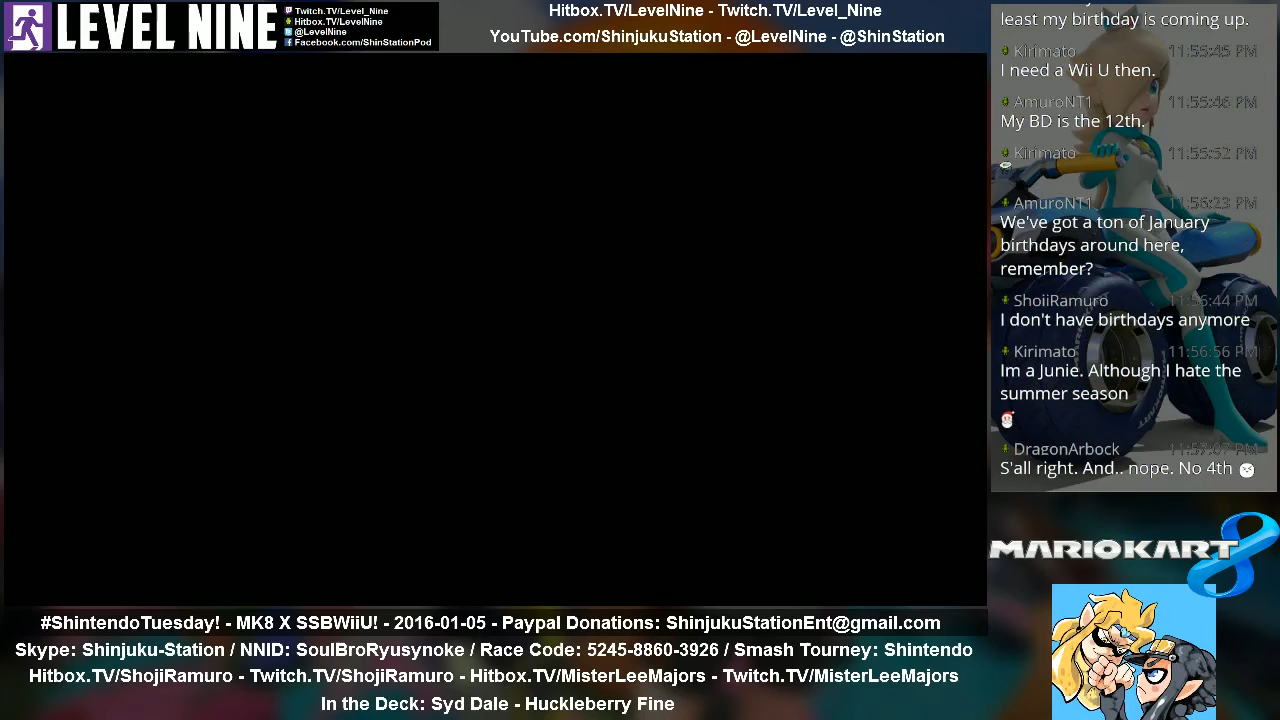 LEVEL NINE
Twitch.TV/Level_Nine
Hitbox.TV/LevelNine
@LevelNine
Facebook.com/ShinStationPod
Hitbox.TV/LevelNine - Twitch.TV/Level_Nine
YouTube.com/ShinjukuStation - @LevelNine - @ShinStation
least my birthday is coming up.
Kirimato 11:55:45 PM
I need a Wii U then.
AmuroNT1 11:55:46 PM
My BD is the 12th.
Kirimato 11:55:52 PM
AmuroNT1 11:56:23 PM
We've got a ton of January
birthdays around here,
remember?
ShojiRamuro 11:56:44 PM
I don't have birthdays anymore
Kirimato 11:56:56 PM
Im a Junie. Although I hate the
summer season
DragonArbock 11:57:07 PM
S'all right. And.. nope. No 4th
MARIOKART 8
#ShintendoTuesday! - MK8 X SSBWiiU! - 2016-01-05 - Paypal Donations: ShinjukuStationEnt@gmail.com
Skype: Shinjuku-Station / NNID: SoulBroRyusynoke / Race Code: 5245-8860-3926 / Smash Tourney: Shintendo
Hitbox.TV/ShojiRamuro - Twitch.TV/ShojiRamuro - Hitbox.TV/MisterLeeMajors - Twitch.TV/MisterLeeMajors
In the Deck: Syd Dale - Huckleberry Fine